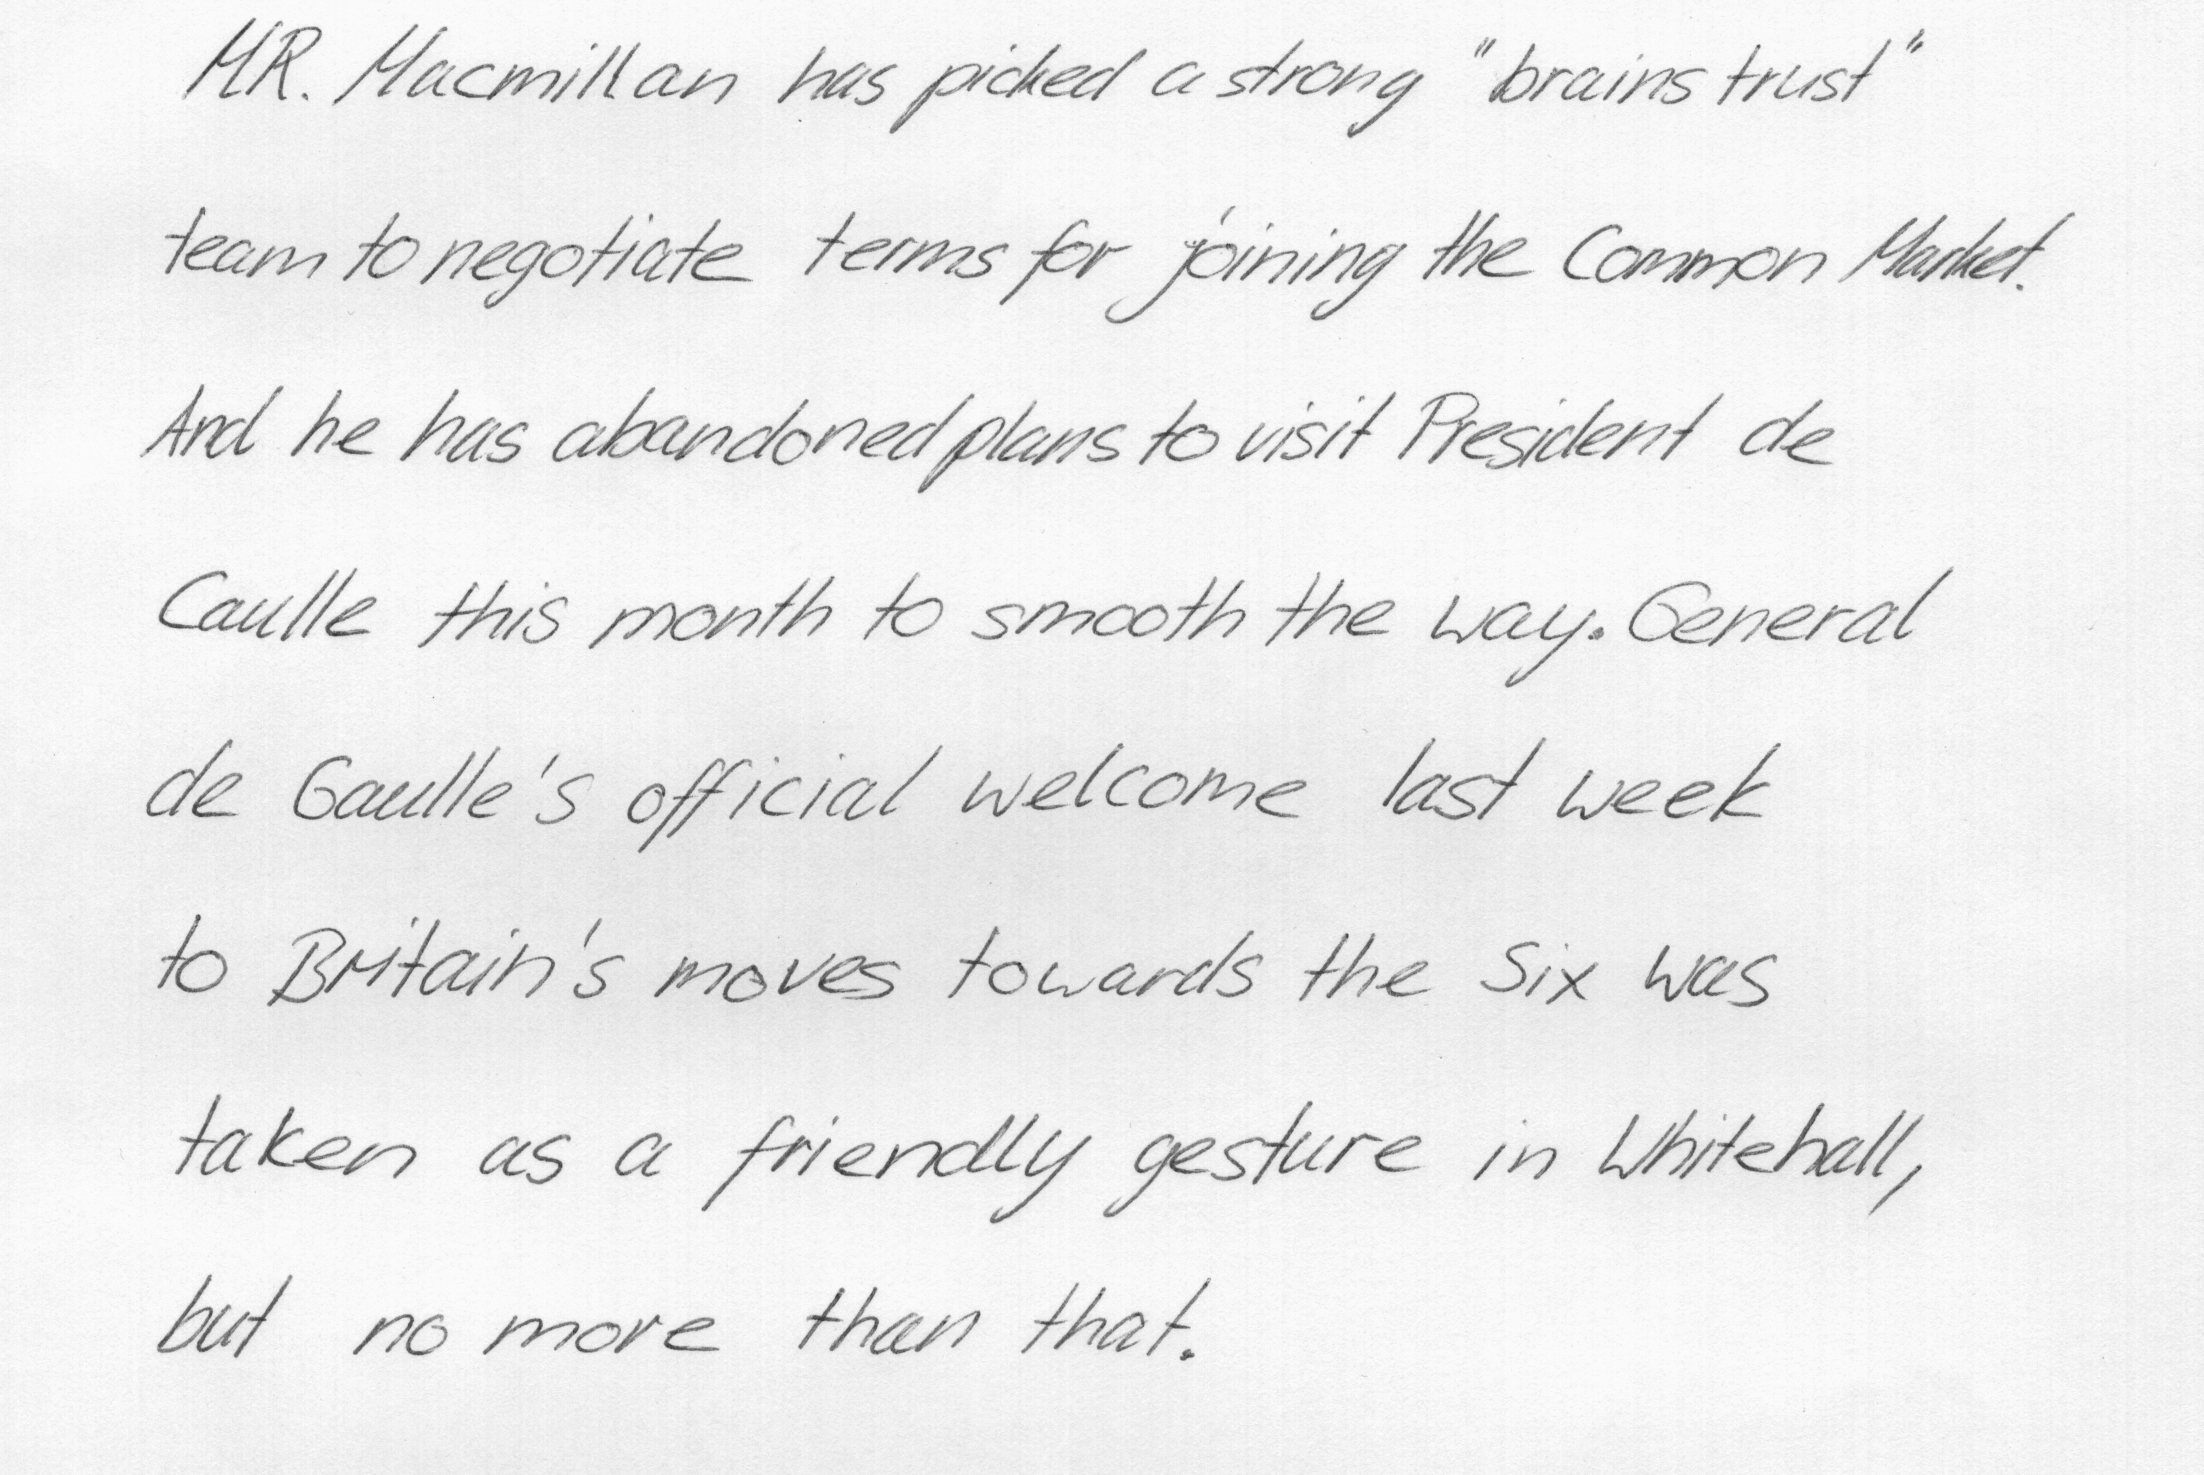 MR. Macmillan has picked a strong "brains trust"
team to negotiate terms for joining the Common Market.
And he has abandoned plans to visit President de
Caulle this month to smooth the way. General
de Gaulle's official welcome last week
to Britain's moves towards the Six was
taken as a friendly gesture in Whitehall,
but no more than that.